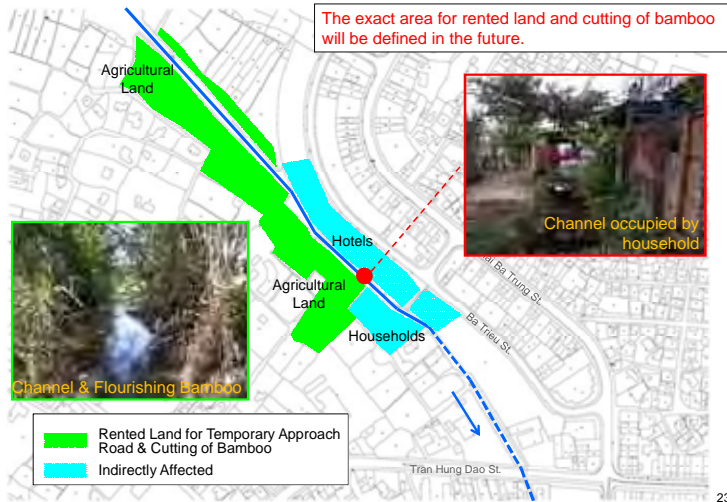 The exact area for rented land and cutting of bamboo
will be defined in the future.
Agricultural
Land
Channel occupied by
household
Hotels
Ba Trung St.
Agricultural
Land
Ba Trieu St.
Households
Channel & Flourishing Bamboo
Rented Land for Temporary Approach
Road & Cutting of Bamboo
Indirectly Affected
Tran Hung Dao St.
23